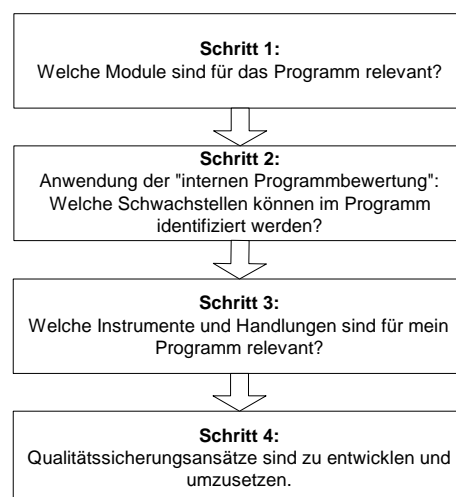 Schritt 1:
Welche Module sind für das Programm relevant?
Schritt 2:
Anwendung der "internen Programmbewertung":
Welche Schwachstellen können im Programm
identifiziert werden?
Schritt 3:
Welche Instrumente und Handlungen sind für mein
Programm relevant?
Schritt 4:
Qualitätssicherungsansätze sind zu entwickeln und
umzusetzen.